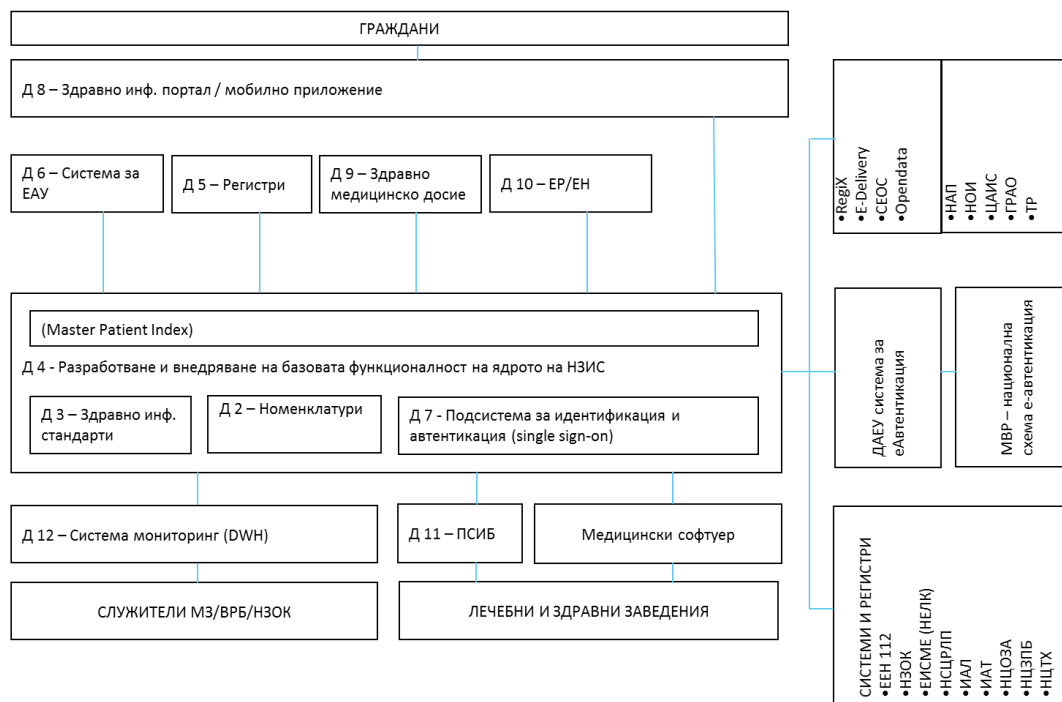 ГРАЖДАНИ
Д 8 – Здравно инф. портал / мобилно приложение
Д 6 – Система за
ЕАУ
Д 5 – Регистри
Д 9 – Здравно
медицинско досие
Д 10 – ЕР/ЕН
(Master Patient Index)
Д 4 - Разработване и внедряване на базовата функционалност на ядрото на НЗИС
Д 3 – Здравно инф.
стандарти
Д 2 – Номенклатури
Д 7 - Подсистема за идентификация и
автентикация (single sign-on)
Д 12 – Система мониторинг (DWH)
Д 11 – ПСИБ
Медицински софтуер
СЛУЖИТЕЛИ МЗ/ВРБ/НЗОК
ЛЕЧЕБНИ И ЗДРАВНИ ЗАВЕДЕНИЯ
•RegiX
•E-Delivery
•СЕОС
•Opendata
•НАП
•НОИ
•ЦАИС
•ГРАО
•ТР
ДАЕУ система за
еАвтентикация
МВР – национална
схема е-автентикация
СИСТЕМИ И РЕГИСТРИ
•ЕЕН 112
•НЗОК
•ЕИСМЕ (НЕЛК)
•НСЦРЛП
•ИАЛ
•ИАТ
•НЦОЗА
•НЦЗПБ
•НЦТХ